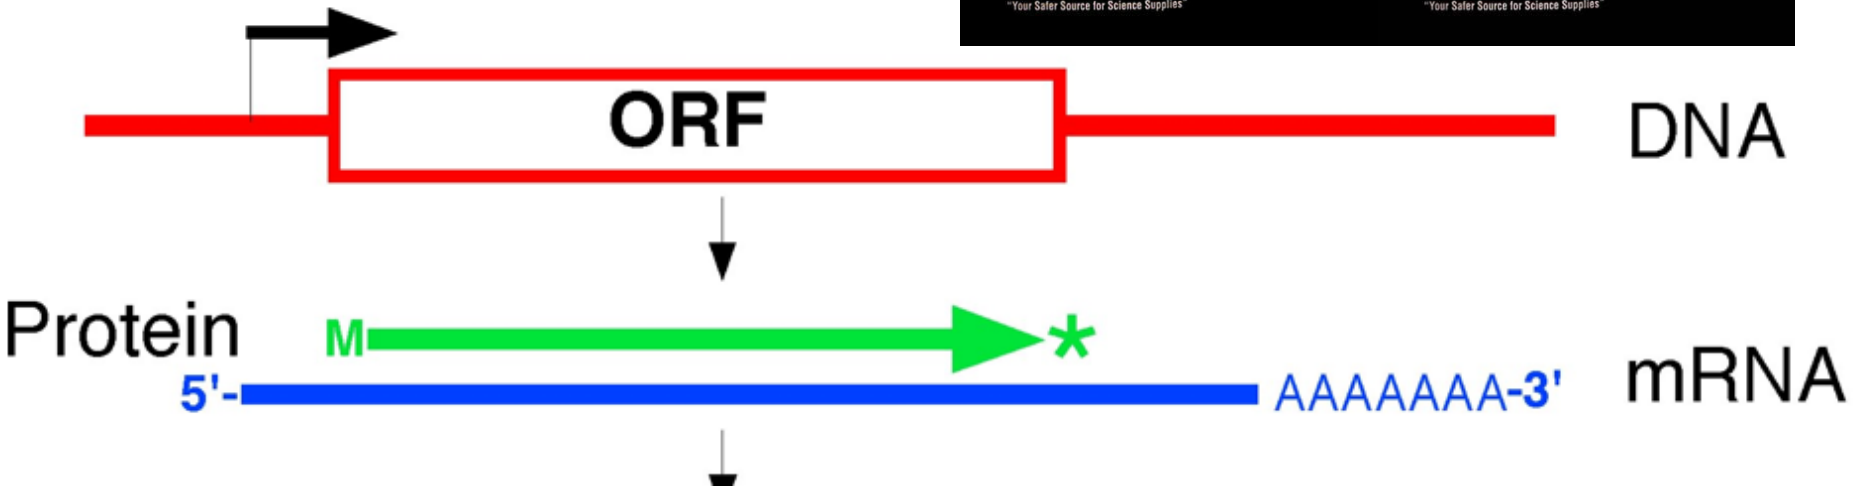 "Your Safer Source for Science Supplies" "Your Safer Source for Science Supplies"
ORF
DNA
Protein
M *
5'- AAAAAAA-3'
mRNA